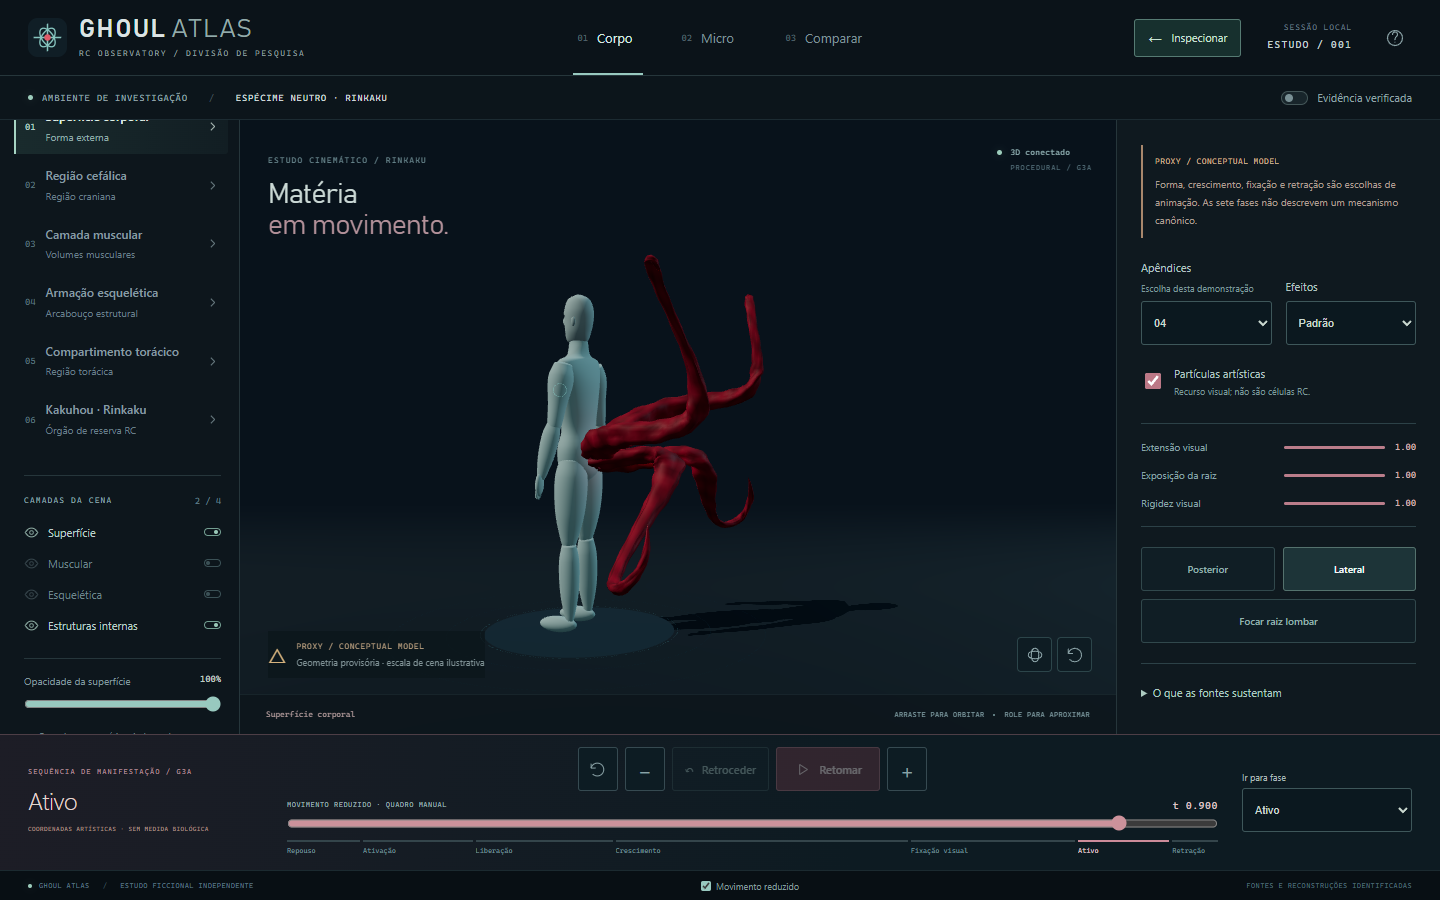 GHOUL ATLAS
RC OBSERVATORY / DIVISÃO DE PESQUISA
01 Corpo
02 Micro
03 Comparar
← Inspecionar
SESSÃO LOCAL
ESTUDO / 001
?
AMBIENTE DE INVESTIGAÇÃO / ESPÉCIME NEUTRO · RINKAKU
Evidência verificada
01
Forma externa
02 Região cefálica
Região craniana
03 Camada muscular
Volumes musculares
04 Armação esquelética
Arcabouço estrutural
05 Compartimento torácico
Região torácica
06 Kakuhou · Rinkaku
Órgão de reserva RC
CAMADAS DA CENA 2 / 4
Superfície
Muscular
Esquelética
Estruturas internas
Opacidade da superfície 100%
ESTUDO CINEMÁTICO / RINKAKU
Matéria
em movimento.
3D conectado
PROCEDURAL / G3A
PROXY / CONCEPTUAL MODEL
Geometria provisória · escala de cena ilustrativa
Superfície corporal
ARRASTE PARA ORBITAR • ROLE PARA APROXIMAR
PROXY / CONCEPTUAL MODEL
Forma, crescimento, fixação e retração são escolhas de
animação. As sete fases não descrevem um mecanismo
canônico.
Apêndices
Escolha desta demonstração
04
Efeitos
Padrão
Partículas artísticas
Recurso visual; não são células RC.
Extensão visual 1.00
Exposição da raiz 1.00
Rigidez visual 1.00
Posterior
Lateral
Focar raiz lombar
O que as fontes sustentam
SEQUÊNCIA DE MANIFESTAÇÃO / G3A
Ativo
COORDENADAS ARTÍSTICAS · SEM MEDIDA BIOLÓGICA
−
Retroceder
Retomar
+
MOVIMENTO REDUZIDO · QUADRO MANUAL
t 0.900
Repouso
Ativação
Liberação
Crescimento
Fixação visual
Ativo
Retração
Ir para fase
Ativo
GHOUL ATLAS / ESTUDO FICCIONAL INDEPENDENTE
Movimento reduzido
FONTES E RECONSTRUÇÕES IDENTIFICADAS